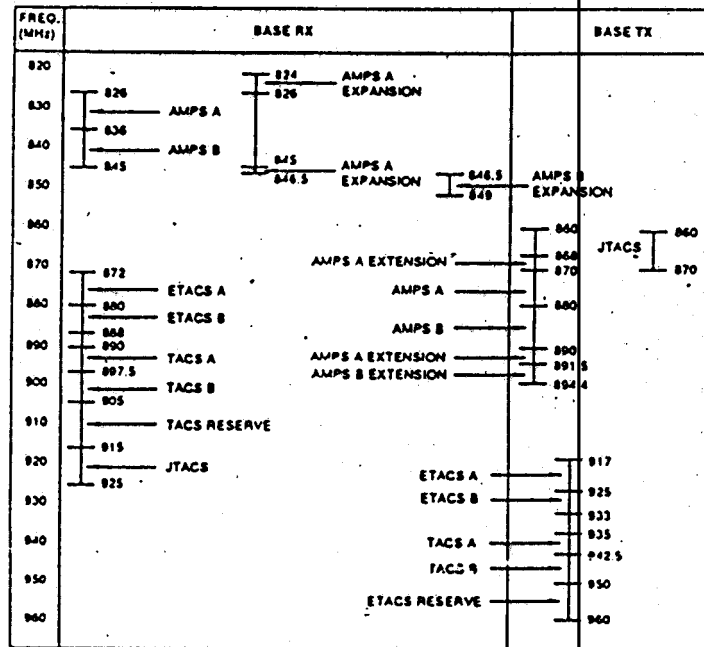 FREQ. (MHz)
BASE RX
BASE TX
820
830
840
850
860
870
880
890
900
910
920
930
940
950
960
826
836
845
AMPS A
AMPS B
824
826
AMPS A
EXPANSION
845
846.5
AMPS A
EXPANSION
846.5
849
AMPS B
EXPANSION
872
880
888
890
897.5
905
915
925
ETACS A
ETACS B
TACS A
TACS B
TACS RESERVE
JTACS
AMPS A EXTENSION
AMPS A
AMPS B
AMPS A EXTENSION
AMPS B EXTENSION
860
868
870
880
890
891.5
894.4
JTACS
860
870
ETACS A
ETACS B
TACS A
TACS B
ETACS RESERVE
917
925
933
935
942.5
950
960